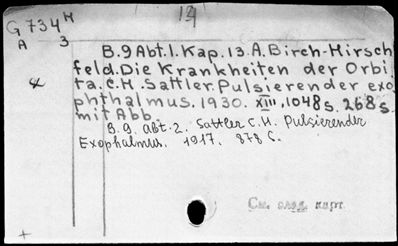 G 734 H
A 3
B.9 Abt.1. Kap. 13. A. Birch-Hirsch
feld. Die Krankheiten der Orbi
ta. C.H. Sattler. Pulsierender exo
phthalmus. 1930. XIII, 1048 s. 268 s.
mit Abb
B. 9. Abt. 2. Sattler C. H. Pulsierender
Exophalmus. 1917. 878 С.
См. след. карт.